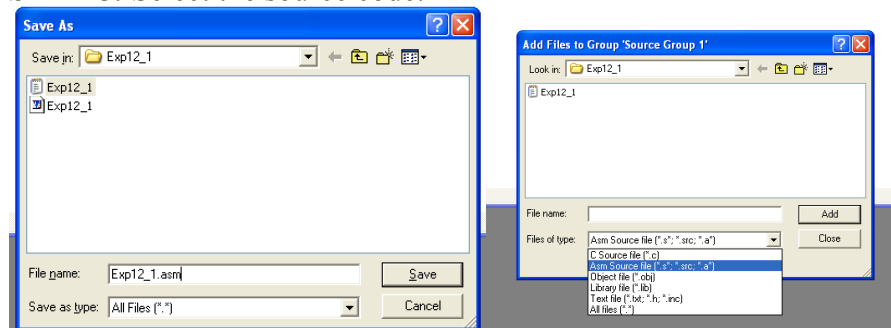 Save As
Save in: Exp12_1
Exp12_1
Exp12_1
File name: Exp12_1.asm Save
Save as type: All Files (*.*) Cancel
Add Files to Group 'Source Group 1'
Look in: Exp12_1
Exp12_1
File name: Add
Files of type: Asm Source file (*.s*; *.src; *.a*) Close
C Source file (*.c)
Asm Source file (*.s*; *.src; *.a*)
Object file (*.obj)
Library file (*.lib)
Text file (*.txt; *.h; *.inc)
All files (*.*)